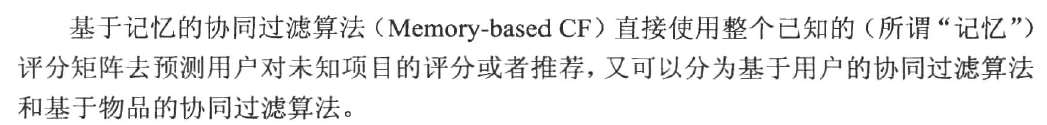 基于记忆的协同过滤算法（Memory-based CF）直接使用整个已知的（所谓“记忆”）
评分矩阵去预测用户对未知项目的评分或者推荐，又可以分为基于用户的协同过滤算法
和基于物品的协同过滤算法。